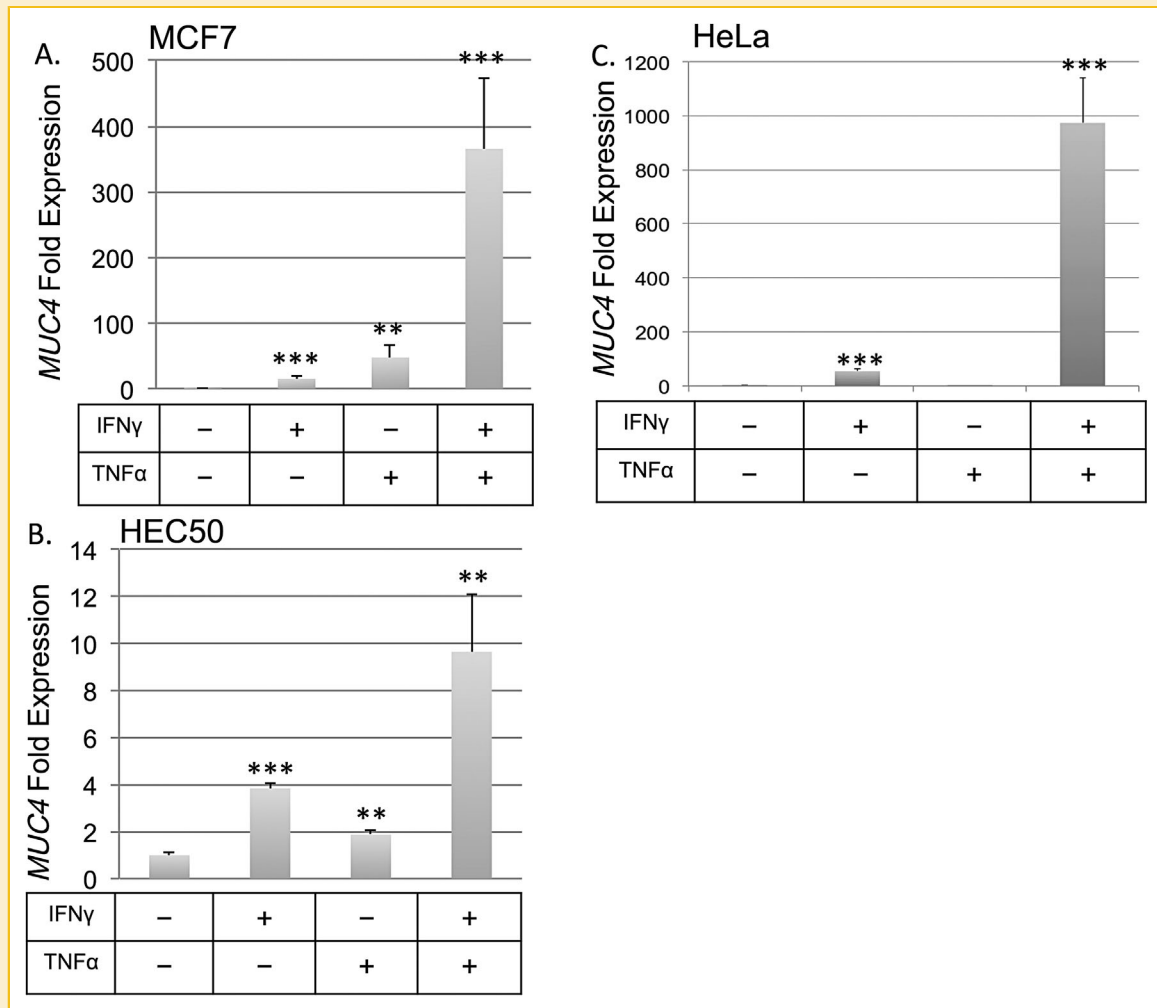 A. MCF7
MUC4 Fold Expression
500
400
300
200
100
0
***
**
***
IFNγ – + – +
TNFα – – + +
B. HEC50
MUC4 Fold Expression
14
12
10
8
6
4
2
0
***
**
**
IFNγ – + – +
TNFα – – + +
C. HeLa
MUC4 Fold Expression
1200
1000
800
600
400
200
0
***
***
IFNγ – + – +
TNFα – – + +